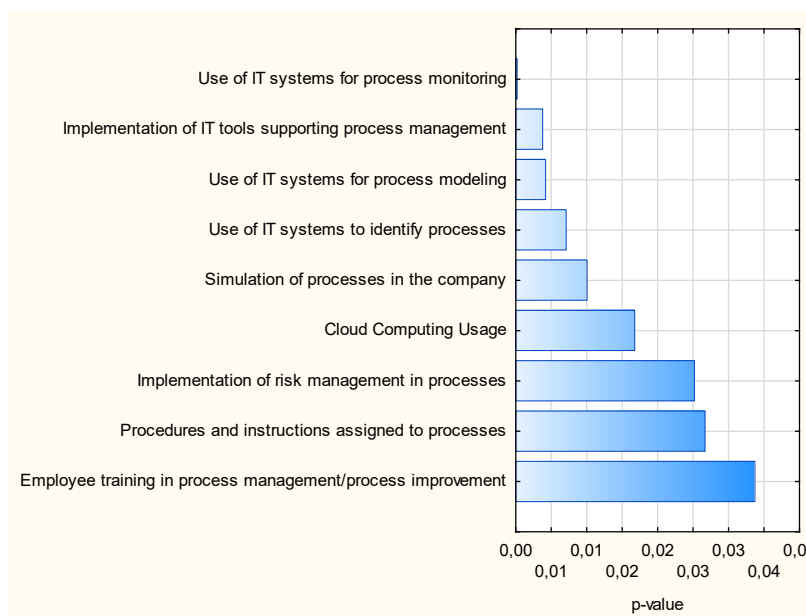 Use of IT systems for process monitoring
Implementation of IT tools supporting process management
Use of IT systems for process modeling
Use of IT systems to identify processes
Simulation of processes in the company
Cloud Computing Usage
Implementation of risk management in processes
Procedures and instructions assigned to processes
Employee training in process management/process improvement
0,00 0,01 0,02 0,03 0,0
0,01 0,02 0,03 0,04
p-value